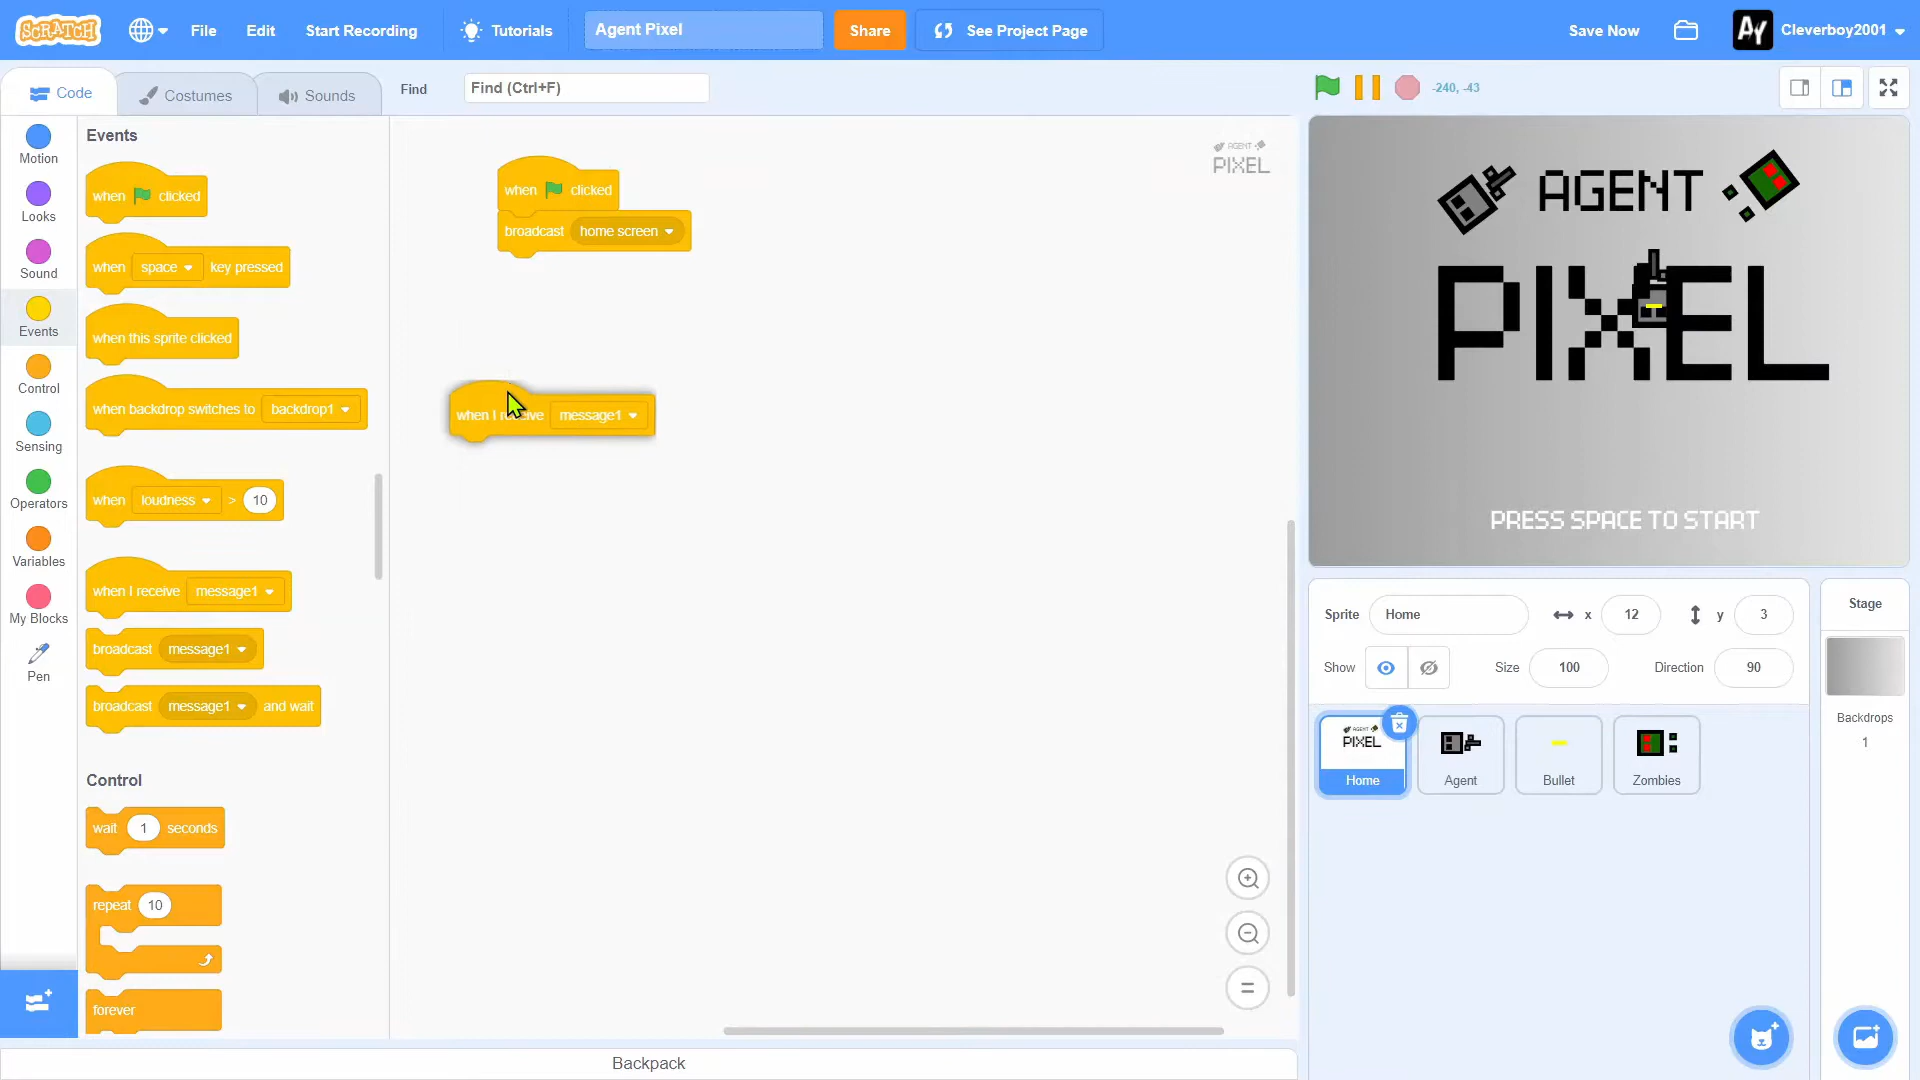 SCRATCH File Edit Start Recording Tutorials Agent Pixel Share See Project Page Save Now Ay Cleverboy2001
Code Costumes Sounds Find Find (Ctrl+F) -240, -43
Motion
Looks
Sound
Events
Control
Sensing
Operators
Variables
My Blocks
Pen
Events
when clicked
when space key pressed
when this sprite clicked
when backdrop switches to backdrop1
when loudness > 10
when I receive message1
broadcast message1
broadcast message1 and wait
Control
wait 1 seconds
repeat 10
forever
when clicked
broadcast home screen
when I receive message1
AGENT
PIXEL
AGENT
PIXEL
PRESS SPACE TO START
Sprite Home x 12 y 3
Show Size 100 Direction 90
AGENT
PIXEL
Home
Agent
Bullet
Zombies
Stage
Backdrops
1
Backpack